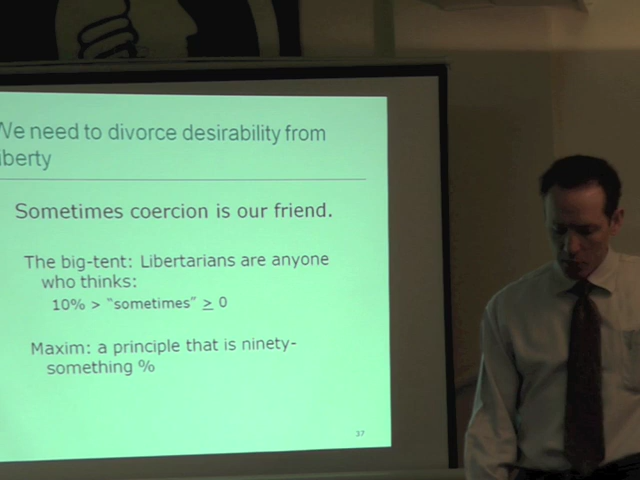 We need to divorce desirability from
iberty
Sometimes coercion is our friend.
The big-tent: Libertarians are anyone
who thinks:
10% > "sometimes" ≥ 0
Maxim: a principle that is ninety-
something %
37